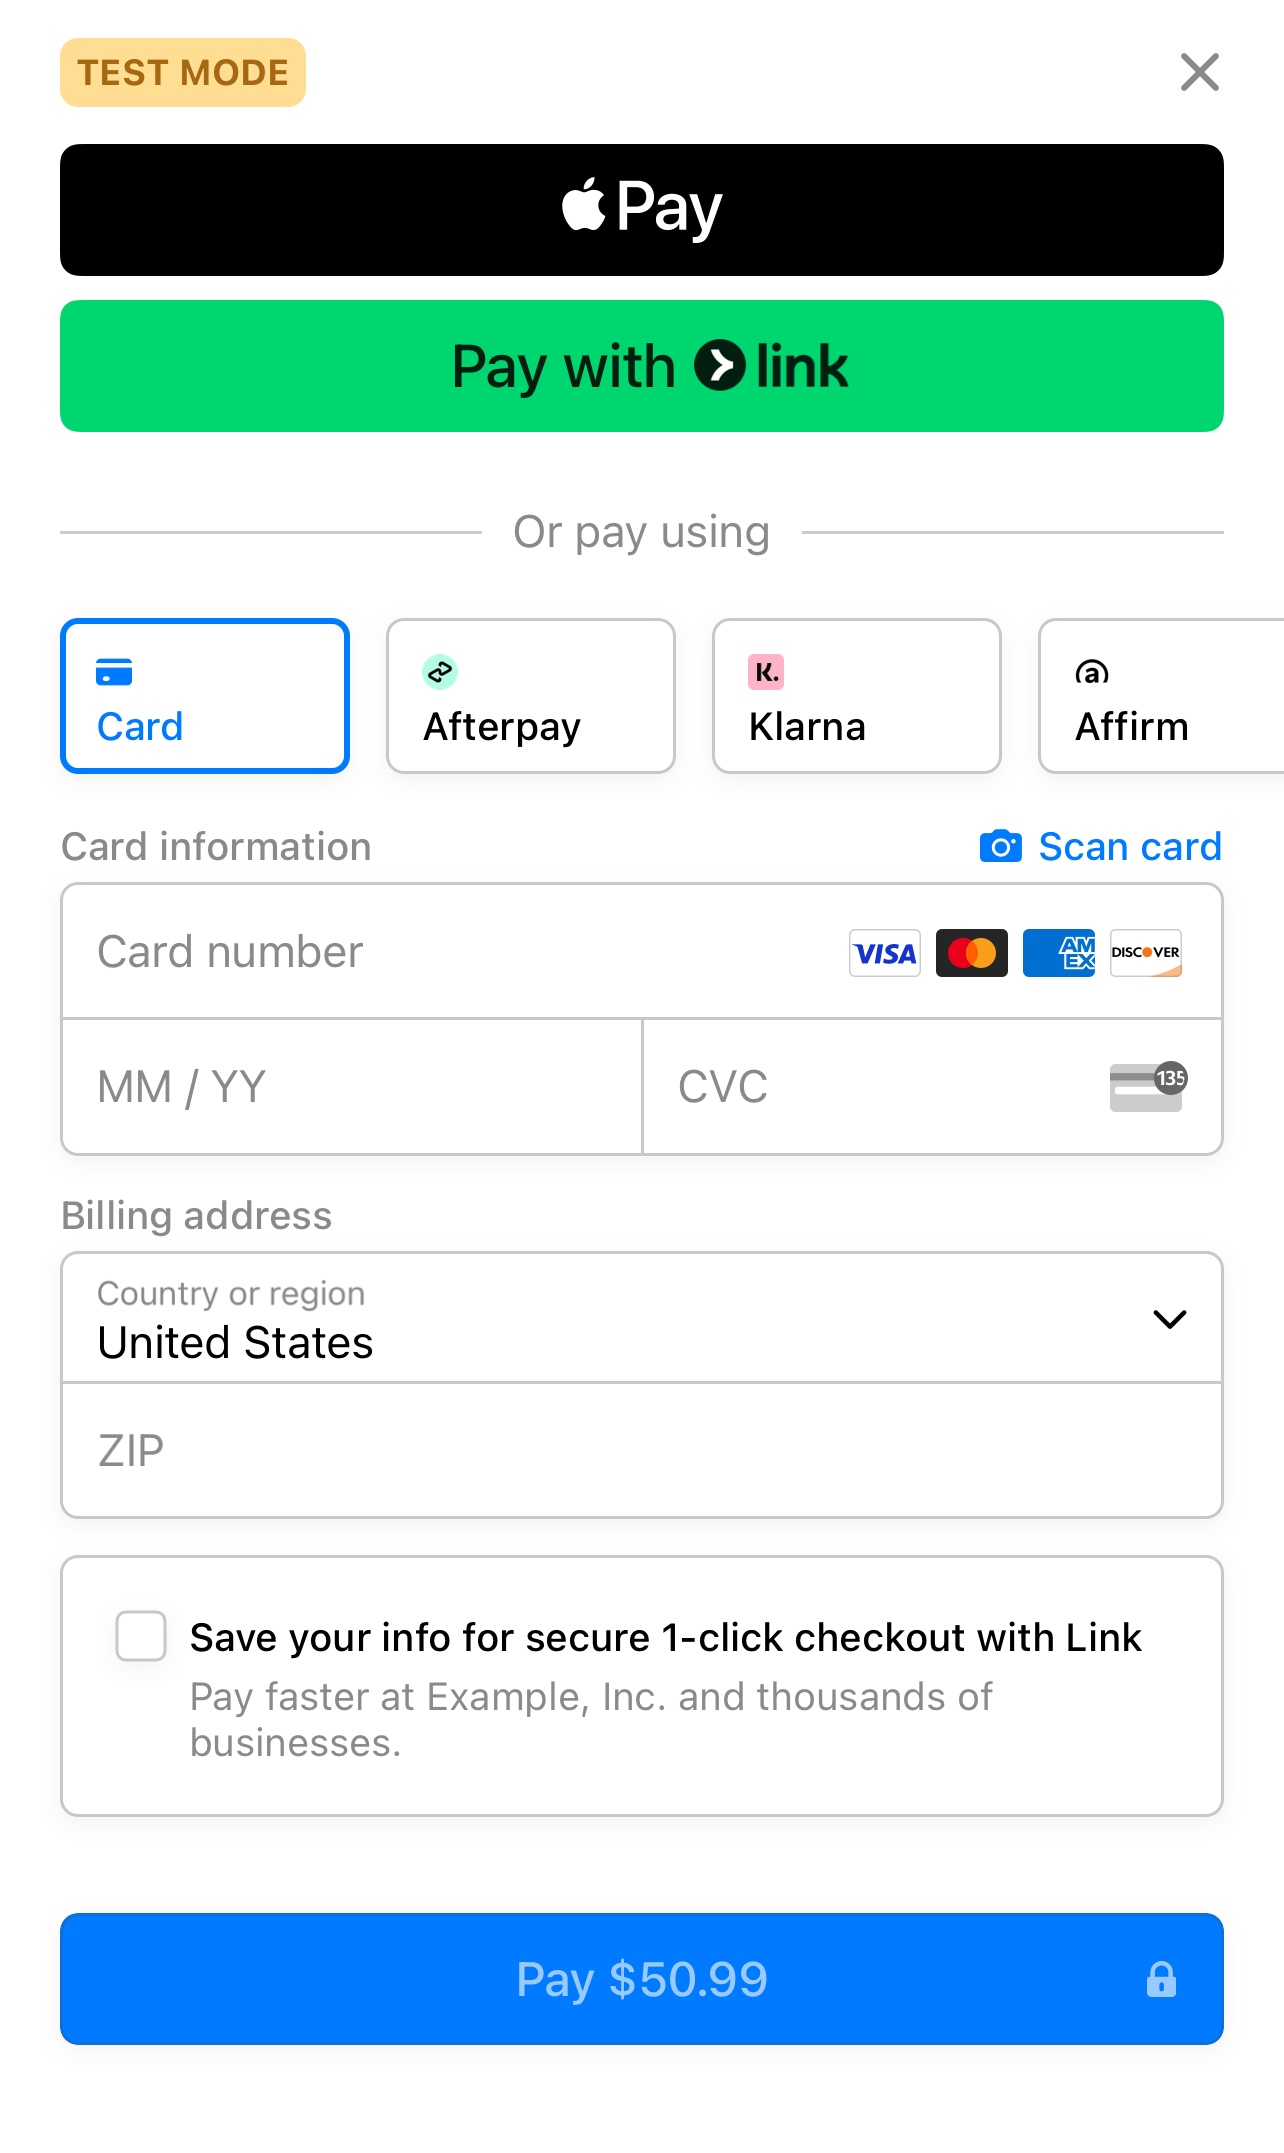 TEST MODE
Pay
Pay with link
Or pay using
Card
Afterpay
K.
Klarna
a
Affirm
Card information
Scan card
Card number
VISA
AM
EX
DISCOVER
MM / YY
CVC
135
Billing address
Country or region
United States
ZIP
Save your info for secure 1-click checkout with Link
Pay faster at Example, Inc. and thousands of
businesses.
Pay $50.99